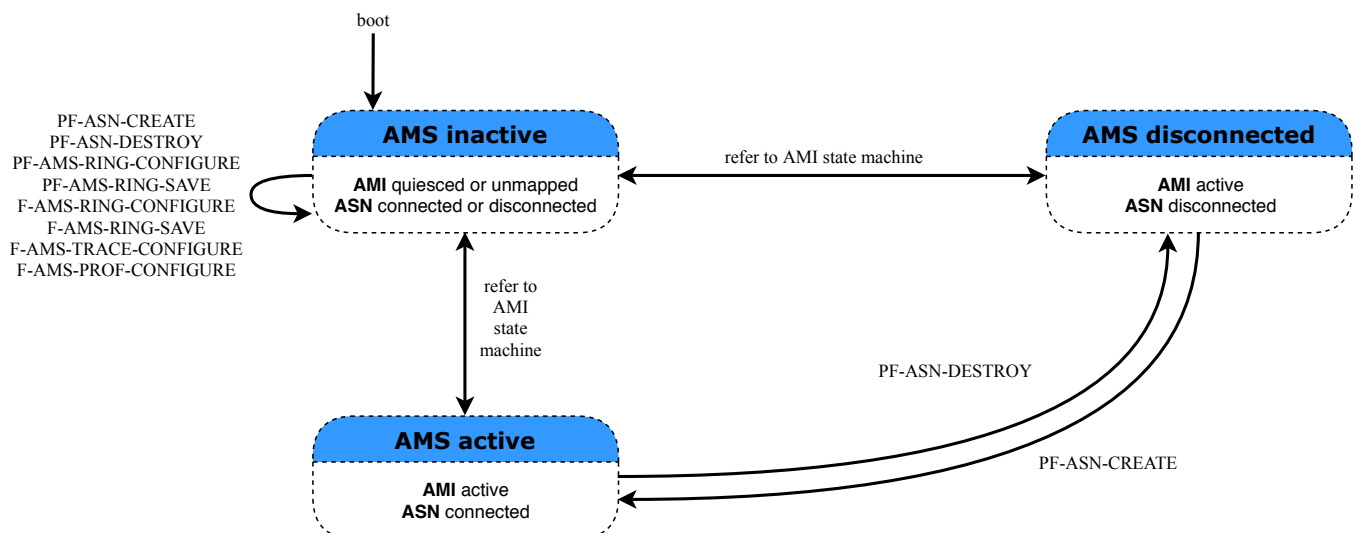 boot
PF-ASN-CREATE
PF-ASN-DESTROY
PF-AMS-RING-CONFIGURE
PF-AMS-RING-SAVE
F-AMS-RING-CONFIGURE
F-AMS-RING-SAVE
F-AMS-TRACE-CONFIGURE
F-AMS-PROF-CONFIGURE
AMS inactive
AMI quiesced or unmapped
ASN connected or disconnected
refer to AMI state machine
AMS disconnected
AMI active
ASN disconnected
refer to
AMI
state
machine
PF-ASN-DESTROY
PF-ASN-CREATE
AMS active
AMI active
ASN connected